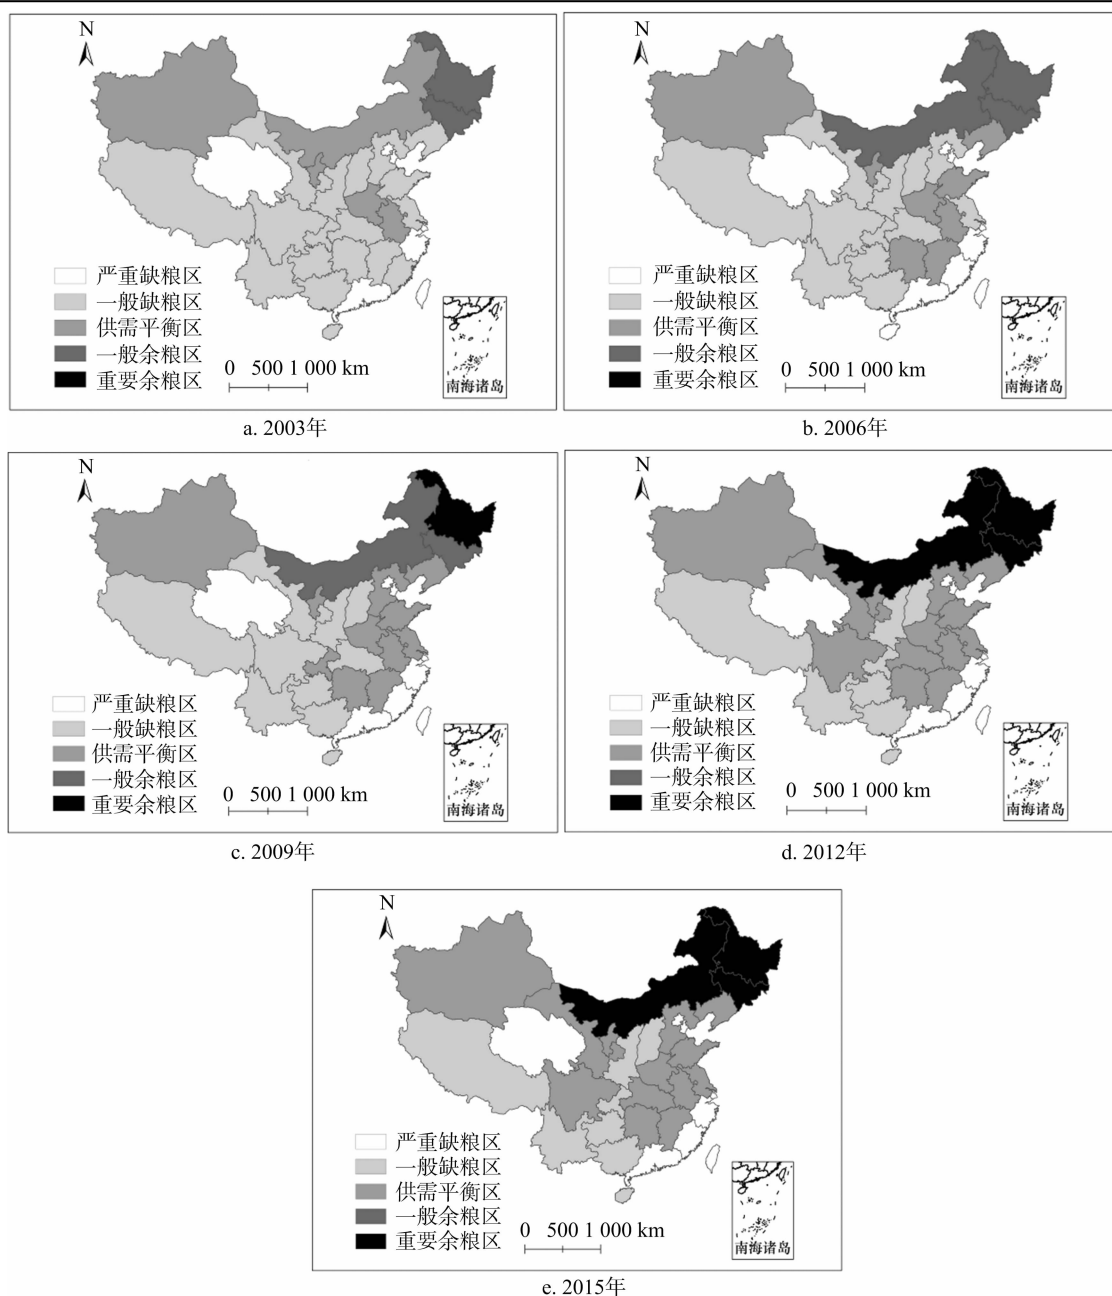 N
严重缺粮区
一般缺粮区
供需平衡区
一般余粮区
重要余粮区
0 500 1 000 km
南海诸岛
a. 2003年
N
严重缺粮区
一般缺粮区
供需平衡区
一般余粮区
重要余粮区
0 500 1 000 km
南海诸岛
b. 2006年
N
严重缺粮区
一般缺粮区
供需平衡区
一般余粮区
重要余粮区
0 500 1 000 km
南海诸岛
c. 2009年
N
严重缺粮区
一般缺粮区
供需平衡区
一般余粮区
重要余粮区
0 500 1 000 km
南海诸岛
d. 2012年
N
严重缺粮区
一般缺粮区
供需平衡区
一般余粮区
重要余粮区
0 500 1 000 km
南海诸岛
e. 2015年